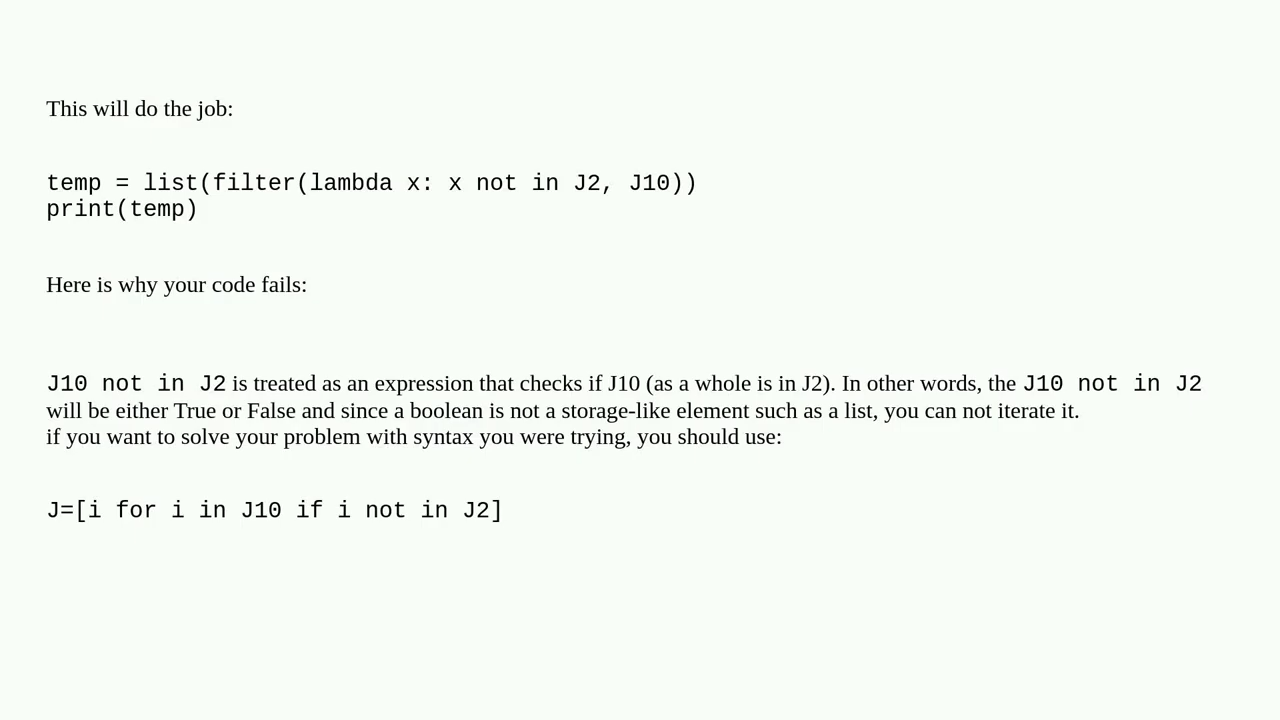 This will do the job:
temp = list(filter(lambda x: x not in J2, J10))
print(temp)
Here is why your code fails:
J10 not in J2 is treated as an expression that checks if J10 (as a whole is in J2). In other words, the J10 not in J2
will be either True or False and since a boolean is not a storage-like element such as a list, you can not iterate it.
if you want to solve your problem with syntax you were trying, you should use:
J=[i for i in J10 if i not in J2]